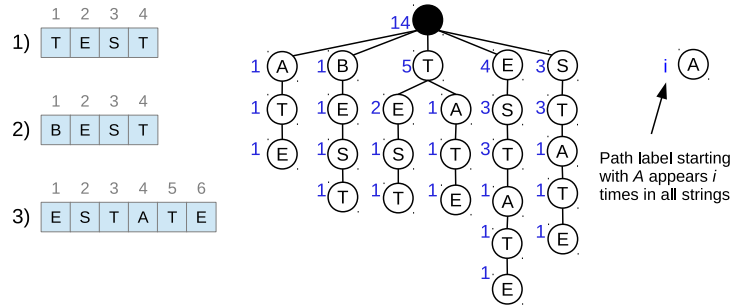 1 2 3 4
1) T E S T
1 2 3 4
2) B E S T
1 2 3 4 5 6
3) E S T A T E
14
1 A 1 B 5 T 4 E 3 S
1 T 1 E 2 E 1 A 3 S 3 T
1 E 1 S 1 S 1 T 3 T 1 A
1 T 1 T 1 E 1 A 1 T
1 T 1 E
1 E
i A
Path label starting
with A appears i
times in all strings